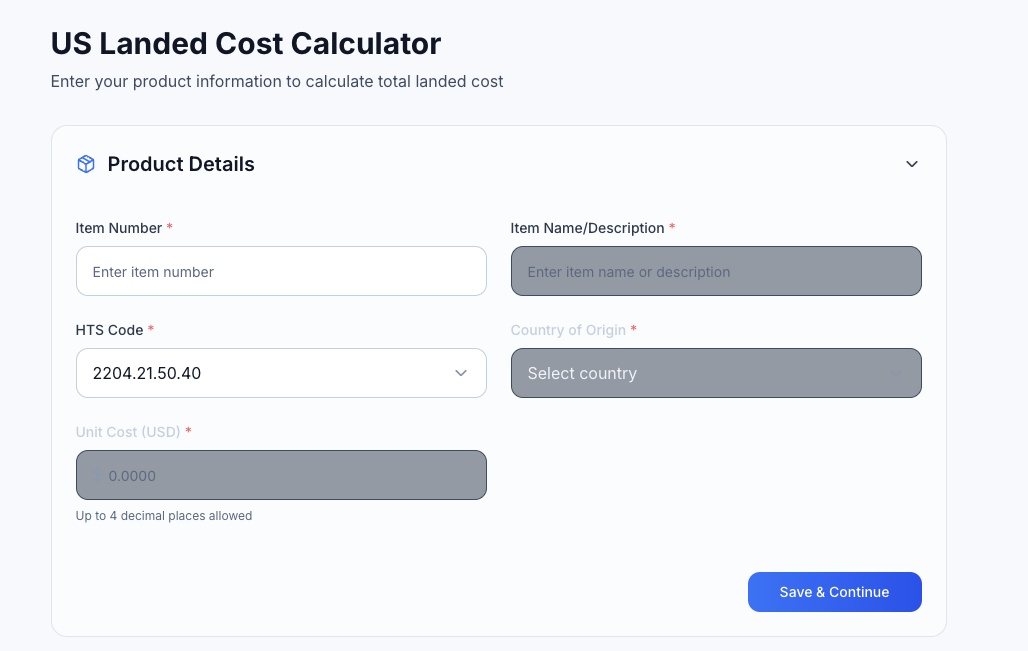 US Landed Cost Calculator
Enter your product information to calculate total landed cost
Product Details
Item Number *
Item Name/Description *
Enter item number
Enter item name or description
HTS Code *
Country of Origin *
2204.21.50.40
Select country
Unit Cost (USD) *
0.0000
Up to 4 decimal places allowed
Save & Continue